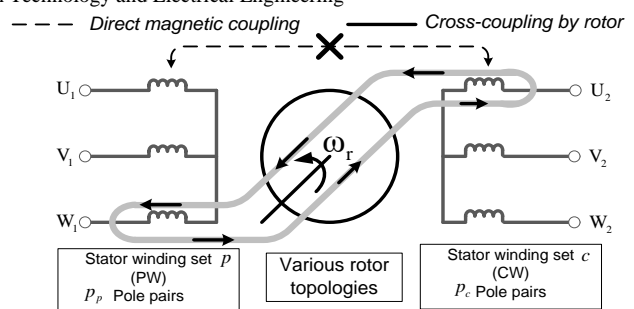 Technology and Electrical Engineering
Direct magnetic coupling
Cross-coupling by rotor
U1
V1
W1
ωr
U2
V2
W2
Stator winding set p
(PW)
pp Pole pairs
Various rotor
topologies
Stator winding set c
(CW)
pc Pole pairs